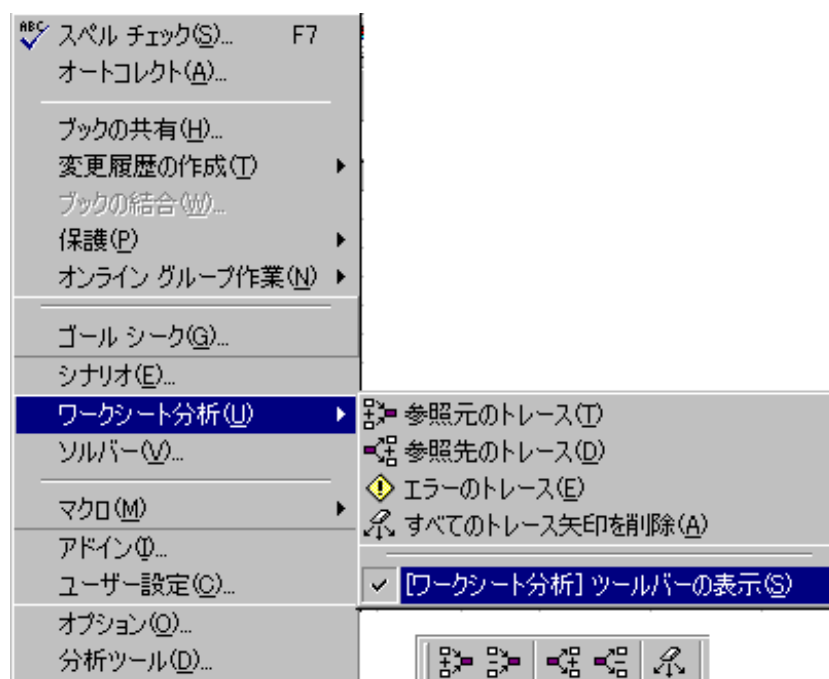 ABC スペル チェック(S)... F7
オートコレクト(A)...
ブックの共有(H)...
変更履歴の作成(T)
ブックの結合(W)...
保護(P)
オンライン グループ作業(N)
ゴール シーク(G)...
シナリオ(E)...
ワークシート分析(U)
ソルバー(V)...
マクロ(M)
アドイン(I)...
ユーザー設定(C)...
オプション(O)...
分析ツール(D)...
参照元のトレース(T)
参照先のトレース(D)
エラーのトレース(E)
すべてのトレース矢印を削除(A)
[ワークシート分析] ツールバーの表示(S)